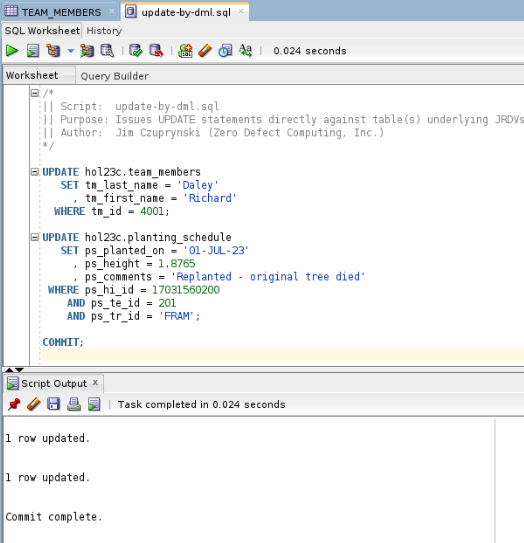 TEAM_MEMBERS × update-by-dml.sql ×
SQL Worksheet History
0.024 seconds
Worksheet Query Builder
/*
|| Script:  update-by-dml.sql
|| Purpose: Issues UPDATE statements directly against table(s) underlying JRDVs
|| Author:  Jim Czuprynski (Zero Defect Computing, Inc.)
*/
UPDATE hol23c.team_members
SET tm_last_name = 'Daley'
, tm_first_name = 'Richard'
WHERE tm_id = 4001;
UPDATE hol23c.planting_schedule
SET ps_planted_on = '01-JUL-23'
, ps_height = 1.8765
, ps_comments = 'Replanted - original tree died'
WHERE ps_hi_id = 17031560200
AND ps_te_id = 201
AND ps_tr_id = 'FRAM';
COMMIT;
Script Output ×
Task completed in 0.024 seconds
1 row updated.
1 row updated.
Commit complete.